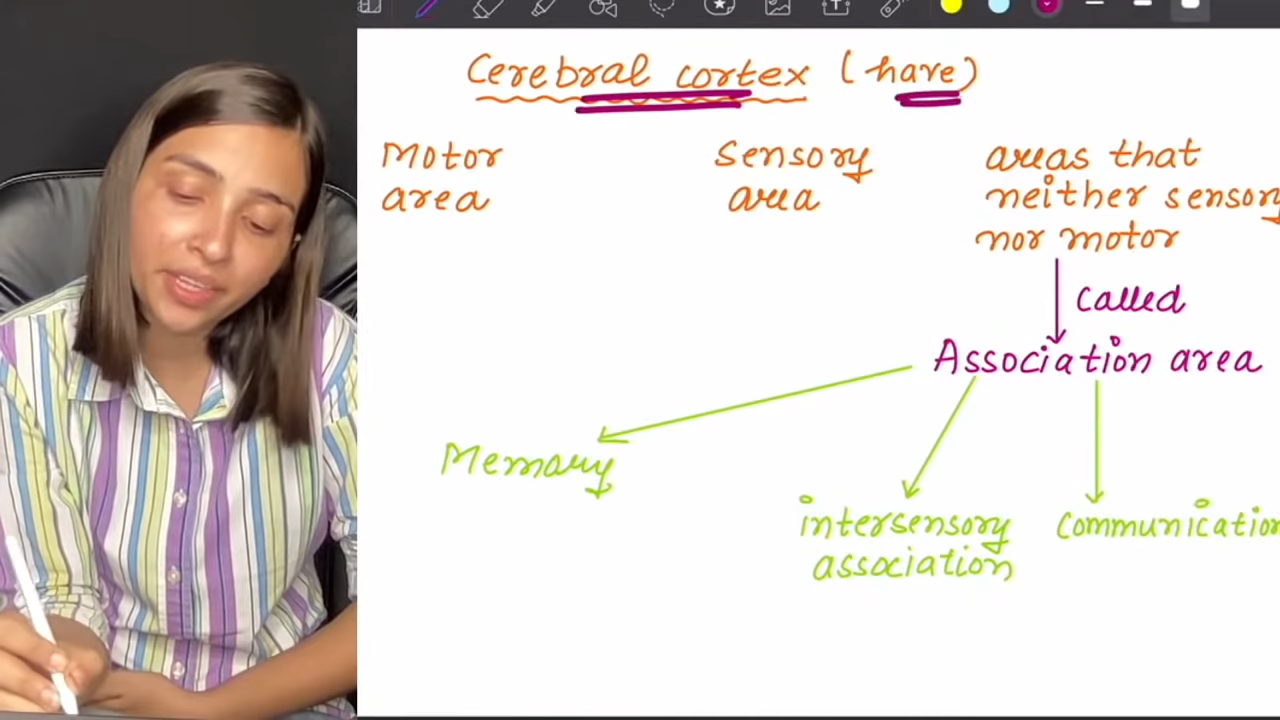 Cerebral cortex (have)
Motor
area
Sensory
area
areas that
neither sensory
nor motor
called
Association area
Memary
intersensory
association
Communication